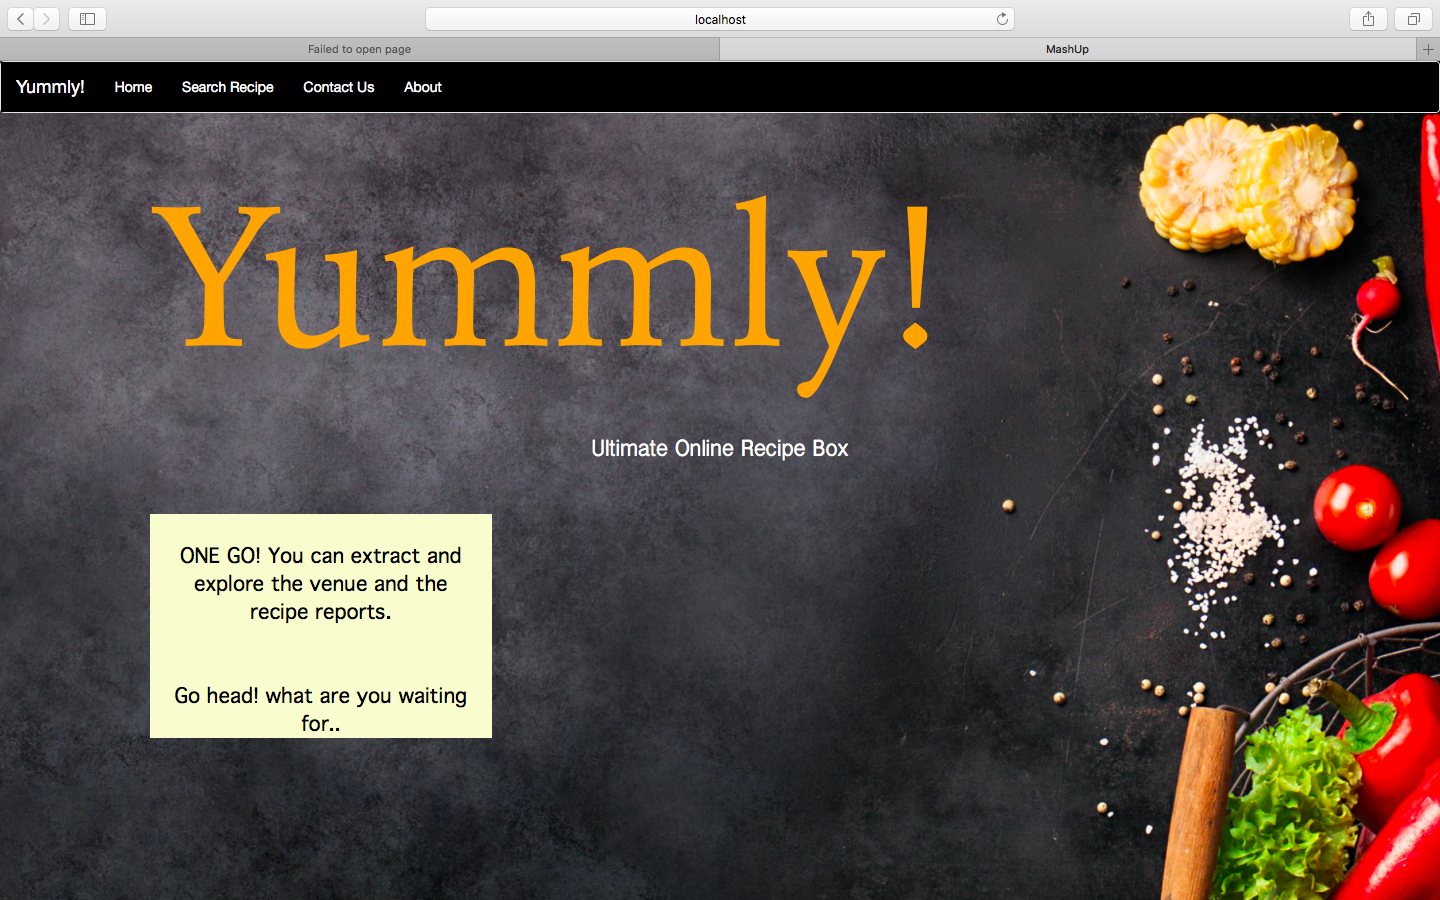 localhost
Failed to open page
MashUp
Yummly! Home Search Recipe Contact Us About
Yummly!
Ultimate Online Recipe Box
ONE GO! You can extract and
explore the venue and the
recipe reports.
Go head! what are you waiting
for..